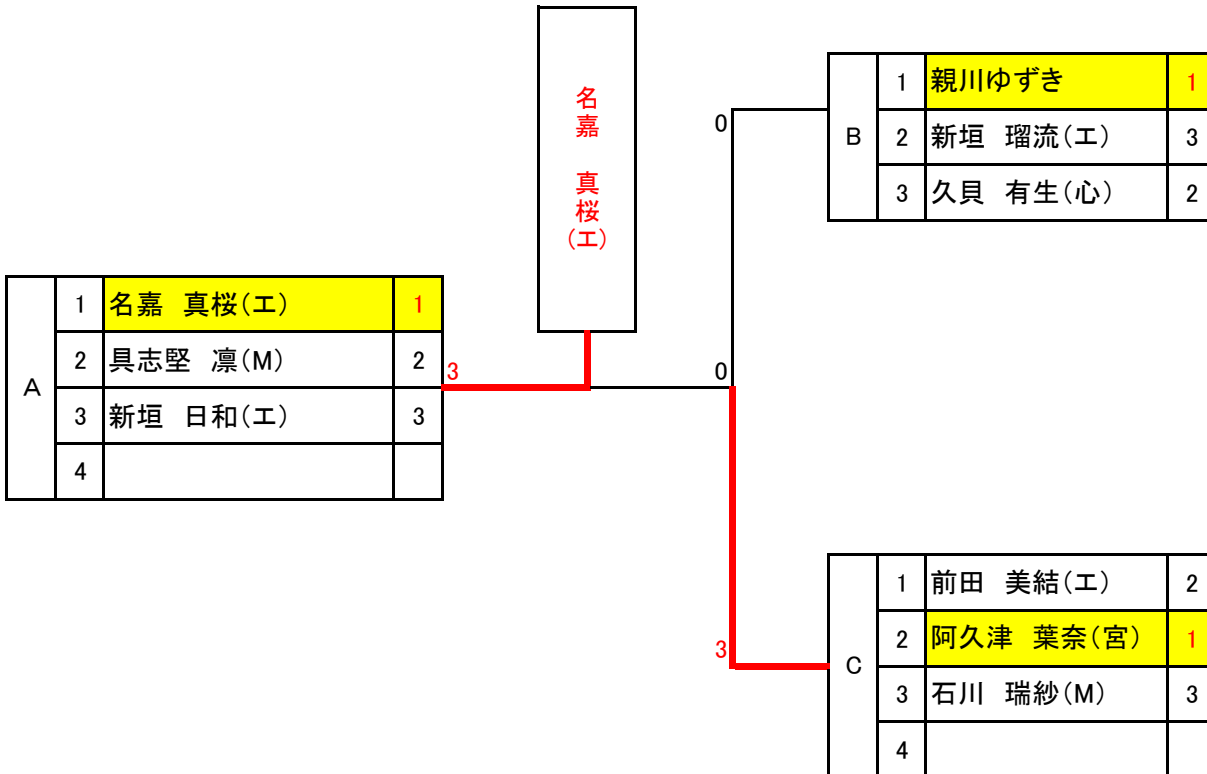 名嘉 真桜(エ)
A
1 名嘉 真桜(エ) 1
2 具志堅 凛(M) 2
3 新垣 日和(エ) 3
4
3
0
0
3
B
1 親川ゆずき 1
2 新垣 瑠流(エ) 3
3 久貝 有生(心) 2
C
1 前田 美結(エ) 2
2 阿久津 葉奈(宮) 1
3 石川 瑞紗(M) 3
4